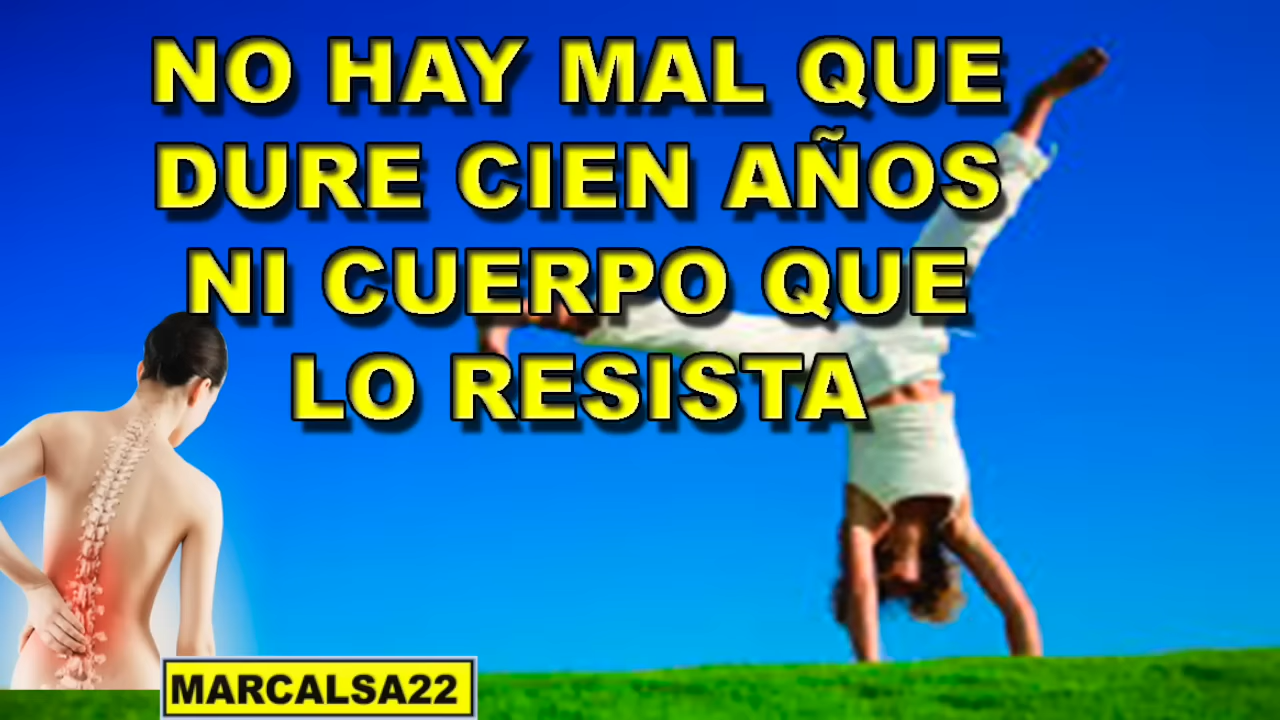 NO HAY MAL QUE
DURE CIEN AÑOS
NI CUERPO QUE
LO RESISTA
MARCALSA22